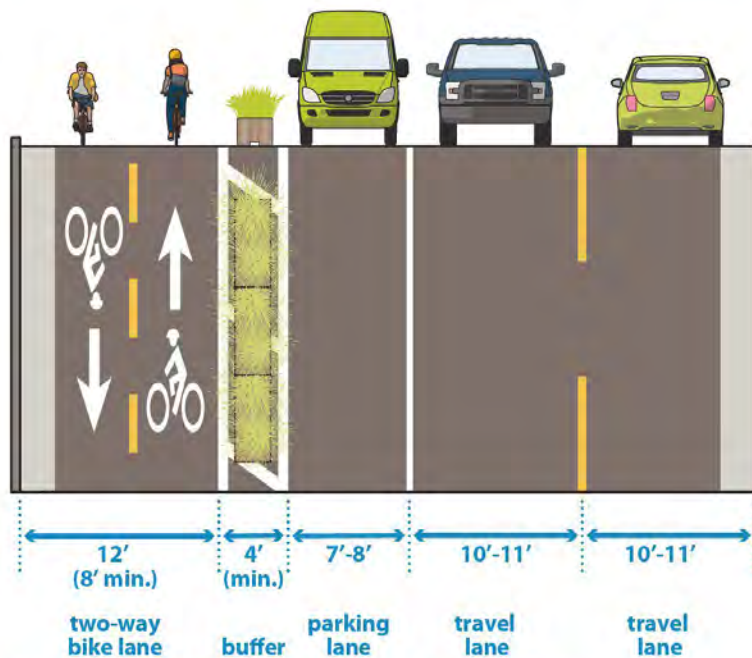 12'
(8' min.)
4'
(min.)
7'-8'
10'-11'
10'-11'
two-way
bike lane
buffer
parking
lane
travel
lane
travel
lane